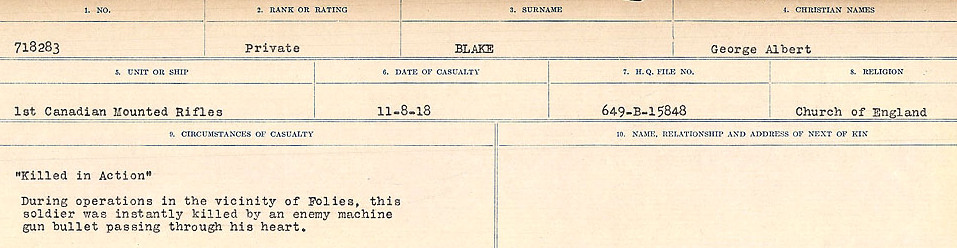 1. NO. 2. RANK OR RATING 3. SURNAME 4. CHRISTIAN NAMES
718283 Private BLAKE George Albert
5. UNIT OR SHIP 6. DATE OF CASUALTY 7. H.Q. FILE NO. 8. RELIGION
1st Canadian Mounted Rifles 11-8-18 649-B-15848 Church of England
9. CIRCUMSTANCES OF CASUALTY 10. NAME, RELATIONSHIP AND ADDRESS OF NEXT OF KIN
"Killed in Action"
During operations in the vicinity of Folies, this
soldier was instantly killed by an enemy machine
gun bullet passing through his heart.